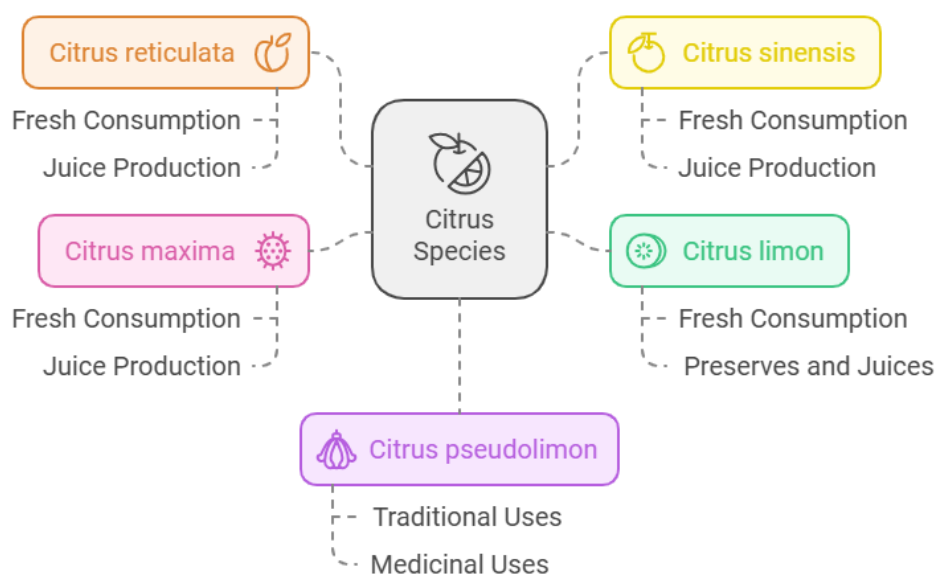 Citrus reticulata
Fresh Consumption
Juice Production
Citrus maxima
Fresh Consumption
Juice Production
Citrus
Species
Citrus sinensis
Fresh Consumption
Juice Production
Citrus limon
Fresh Consumption
Preserves and Juices
Citrus pseudolimon
Traditional Uses
Medicinal Uses